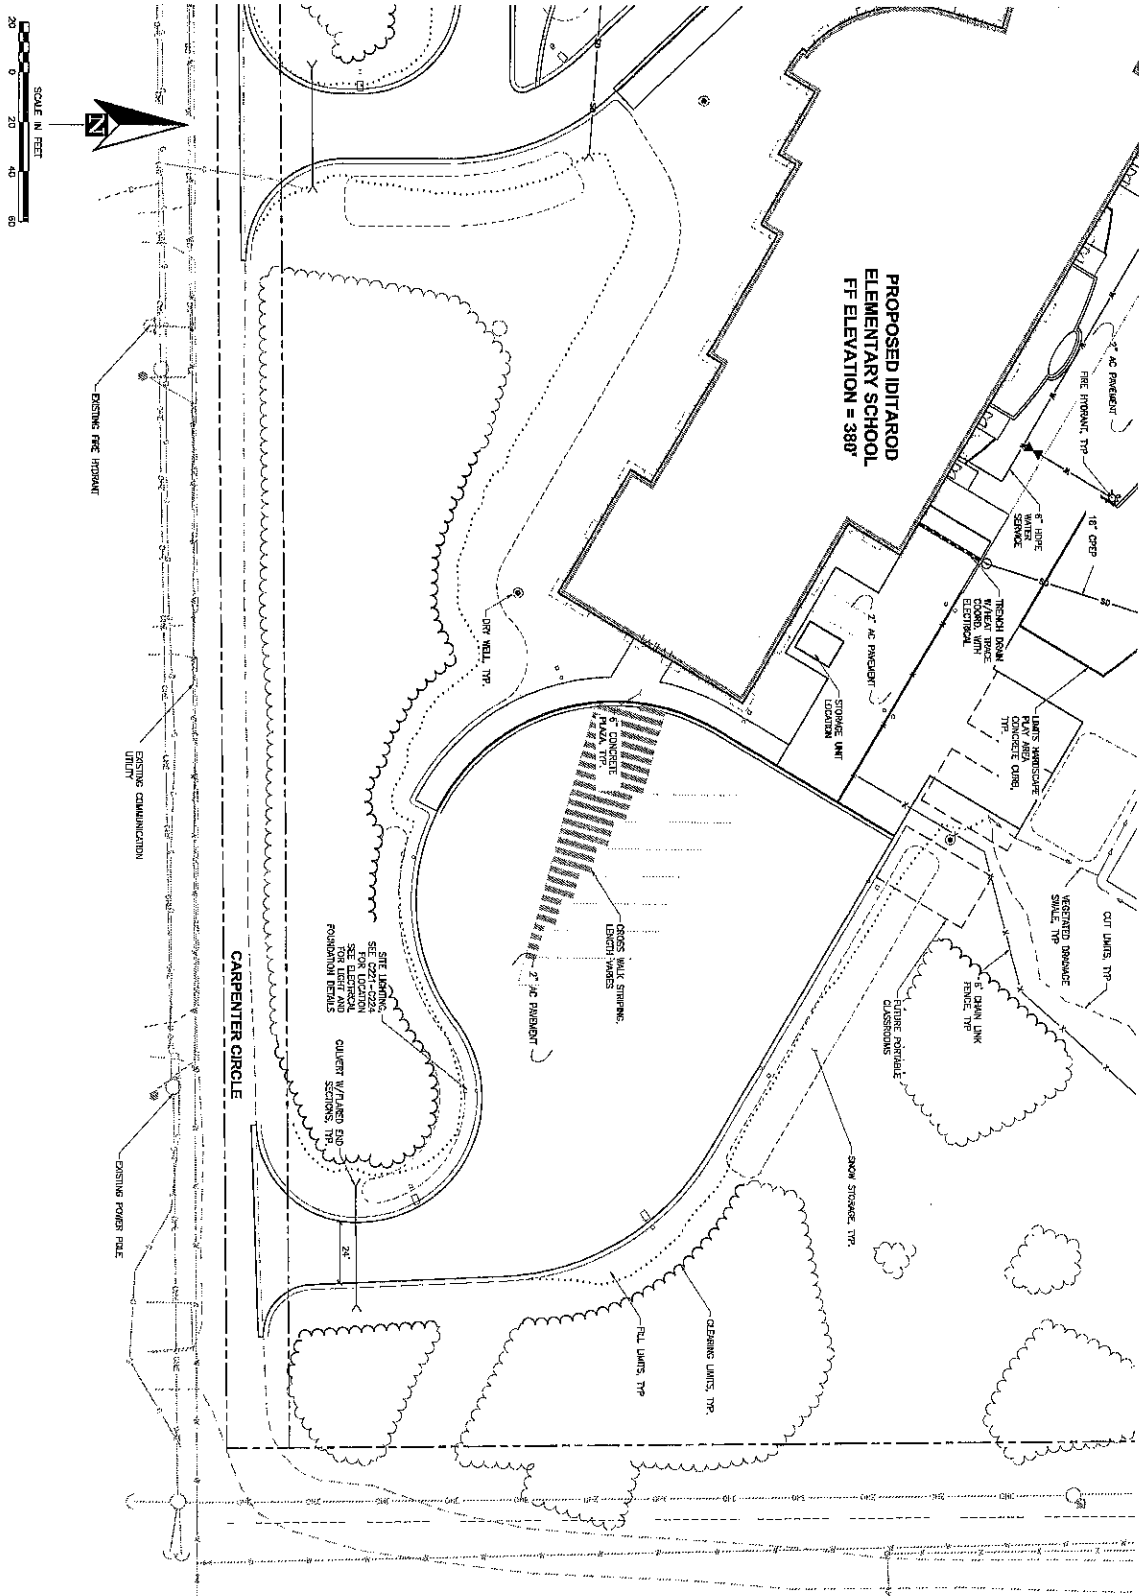 20
0
20
40
60
SCALE IN FEET
N
PROPOSED IDITAROD
ELEMENTARY SCHOOL
FF ELEVATION = 380'
2" AC PAVEMENT
FIRE HYDRANT, TYP
6" HDPE
WATER
SERVICE
18" CPEP
SD
SD
TRENCH DRAIN
W/HEAT TRACE
COORD. WITH
ELECTRICAL
2" AC PAVEMENT
STORAGE UNIT
LOCATION
LIMITS HARDSCAPE
PLAY AREA
CONCRETE CURB,
TYP.
VEGETATED DRAINAGE
SWALE, TYP
CUT LIMITS, TYP.
6' CHAIN LINK
FENCE, TYP
FUTURE PORTABLE
CLASSROOMS
SNOW STORAGE, TYP.
DRY WELL, TYP.
6" CONCRETE
PLAZA, TYP.
CROSS WALK STRIPING,
LENGTH VARIES
2" AC PAVEMENT
SITE LIGHTING,
SEE C221-C224
FOR LOCATION
SEE ELECTRICAL
FOR LIGHT AND
FOUNDATION DETAILS
CULVERT W/FLARED END
SECTIONS, TYP.
24'
FILL LIMITS, TYP
CLEARING LIMITS, TYP.
CARPENTER CIRCLE
EXISTING FIRE HYDRANT
EXISTING COMMUNICATION
UTILITY
EXISTING POWER POLE